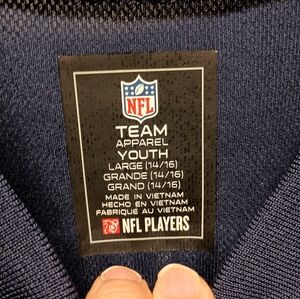 NFL
TEAM
APPAREL
YOUTH
LARGE (14/16)
GRANDE (14/16)
GRAND (14/16)
MADE IN VIETNAM
HECHO EN VIETNAM
FABRIQUÉ AU VIETNAM
NFL PLAYERS